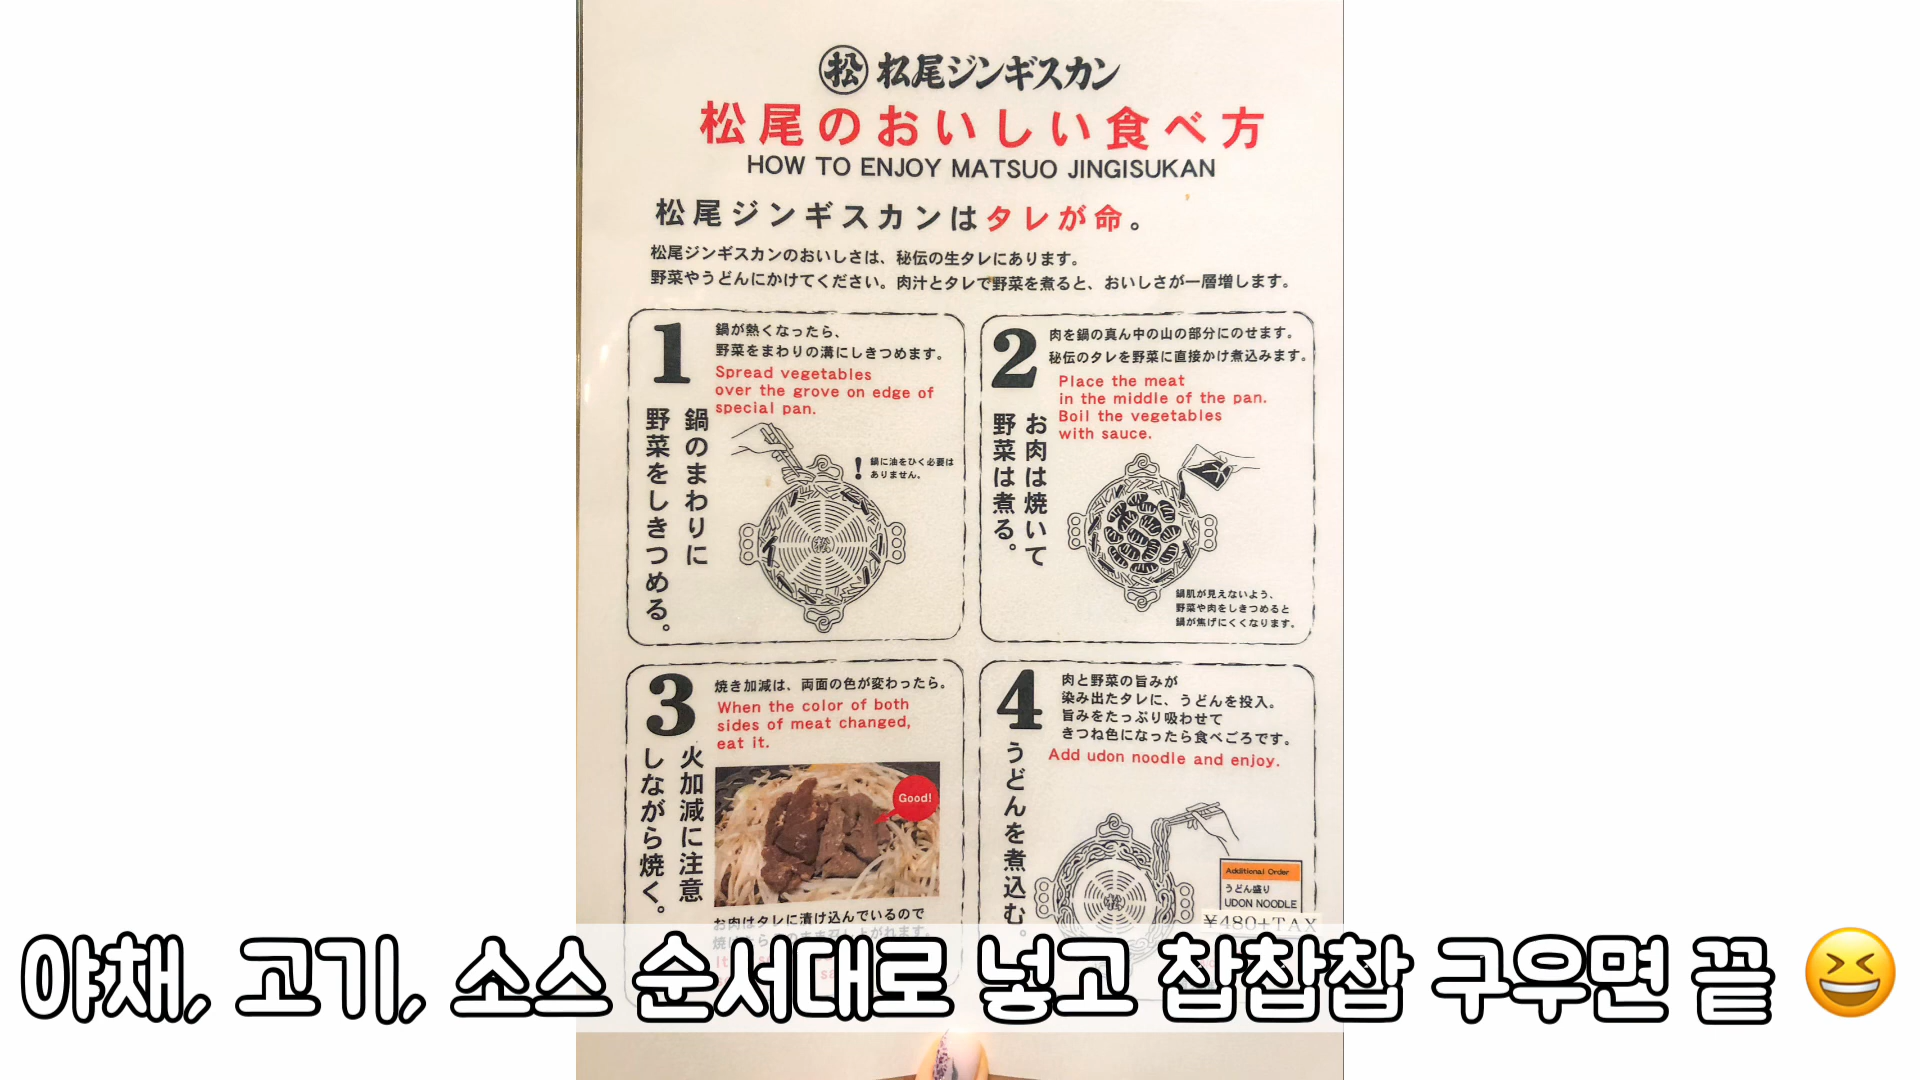 松 松尾ジンギスカン
松尾のおいしい食べ方
HOW TO ENJOY MATSUO JINGISUKAN
松尾ジンギスカンはタレが命。
松尾ジンギスカンのおいしさは、秘伝の生タレにあります。
野菜やうどんにかけてください。肉汁とタレで野菜を煮ると、おいしさが一層増します。
1
鍋が熱くなったら、
野菜をまわりの溝にしきつめます。
Spread vegetables
over the grove on edge of
special pan.
鍋のまわりに
野菜をしきつめる。
! 鍋に油をひく必要は
ありません。
松
2
肉を鍋の真ん中の山の部分にのせます。
秘伝のタレを野菜に直接かけ煮込みます。
Place the meat
in the middle of the pan.
Boil the vegetables
with sauce.
お肉は焼いて
野菜は煮る。
鍋肌が見えないよう、
野菜や肉をしきつめると
鍋が焦げにくくなります。
3
焼き加減は、両面の色が変わったら。
When the color of both
sides of meat changed,
eat it.
火加減に注意
しながら焼く。
Good!
お肉はタレに漬け込んでいるので
4
肉と野菜の旨みが
染み出たタレに、うどんを投入。
旨みをたっぷり吸わせて
きつね色になったら食べごろです。
Add udon noodle and enjoy.
うどんを煮込む。
松
Additional Order
うどん盛り
UDON NOODLE
¥480+TAX
야채, 고기, 소스 순서대로 넣고 찹찹찹 구우면 끝 😆